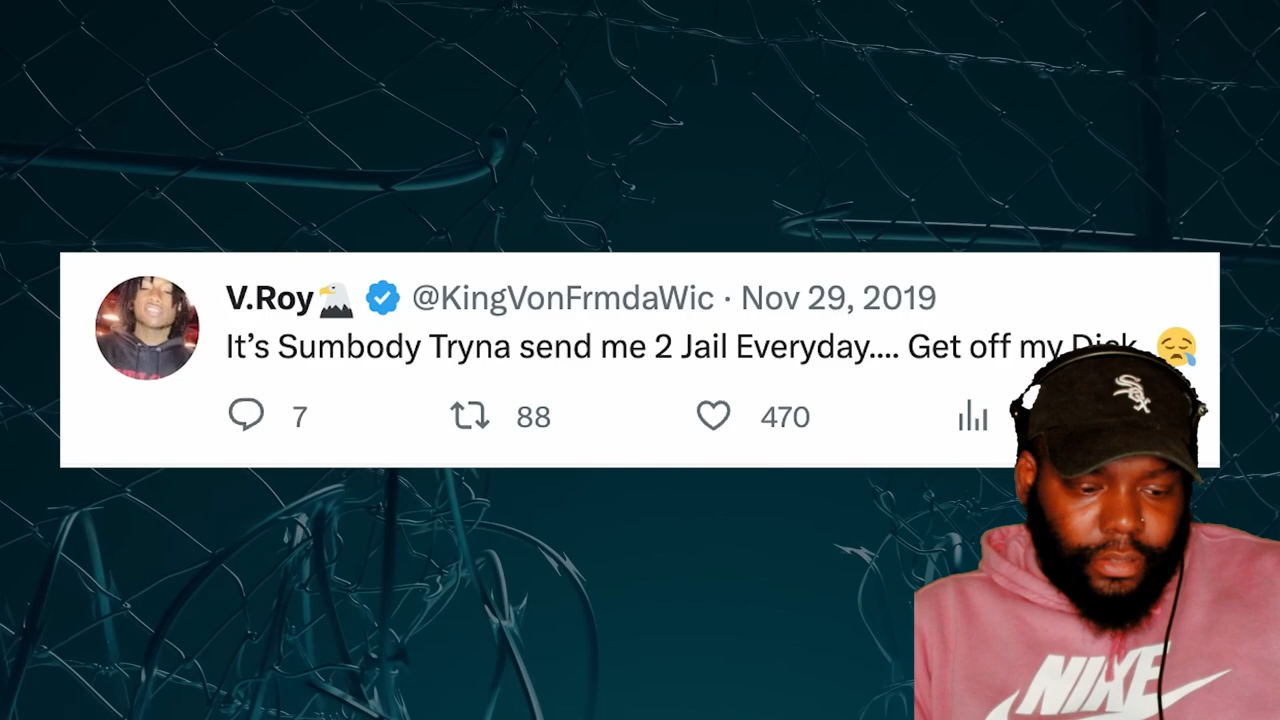 V.Roy🦅 @KingVonFrmdaWic · Nov 29, 2019
It’s Sumbody Tryna send me 2 Jail Everyday.... Get off my Dick 😪
7 88 470
Sox
NIKE